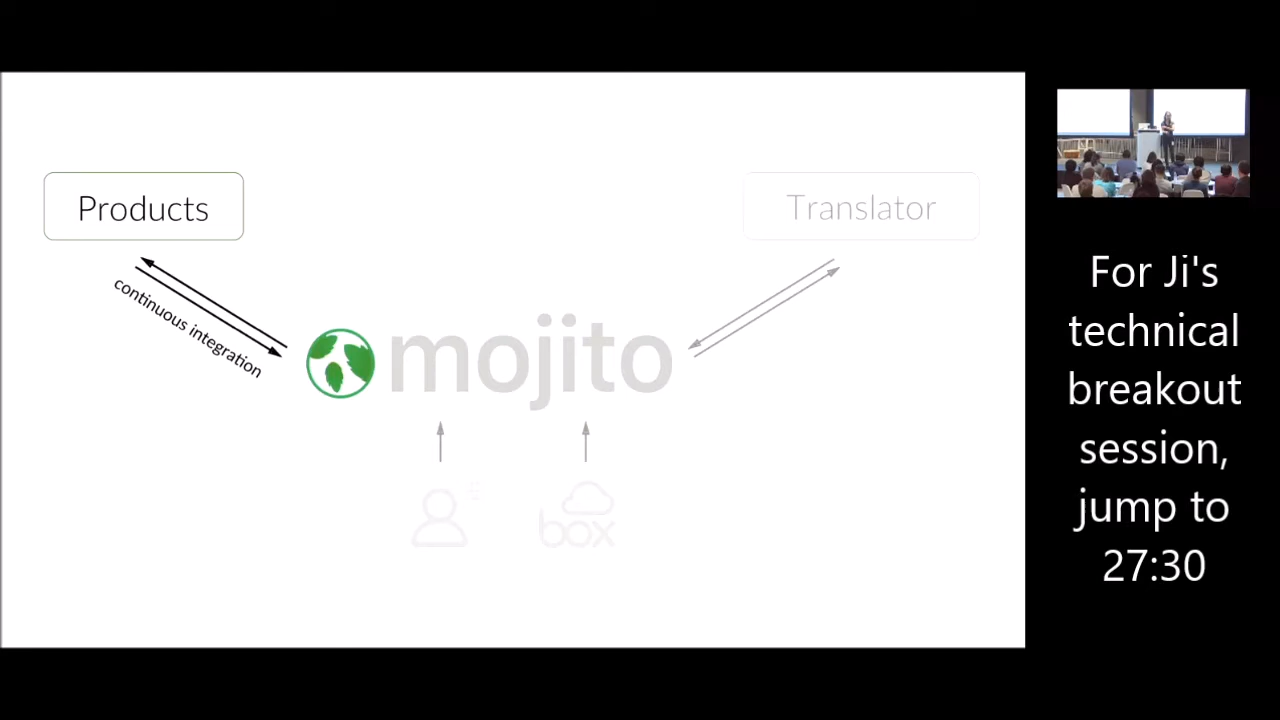 Products
Translator
continuous integration
mojito
box
For Ji's
technical
breakout
session,
jump to
27:30